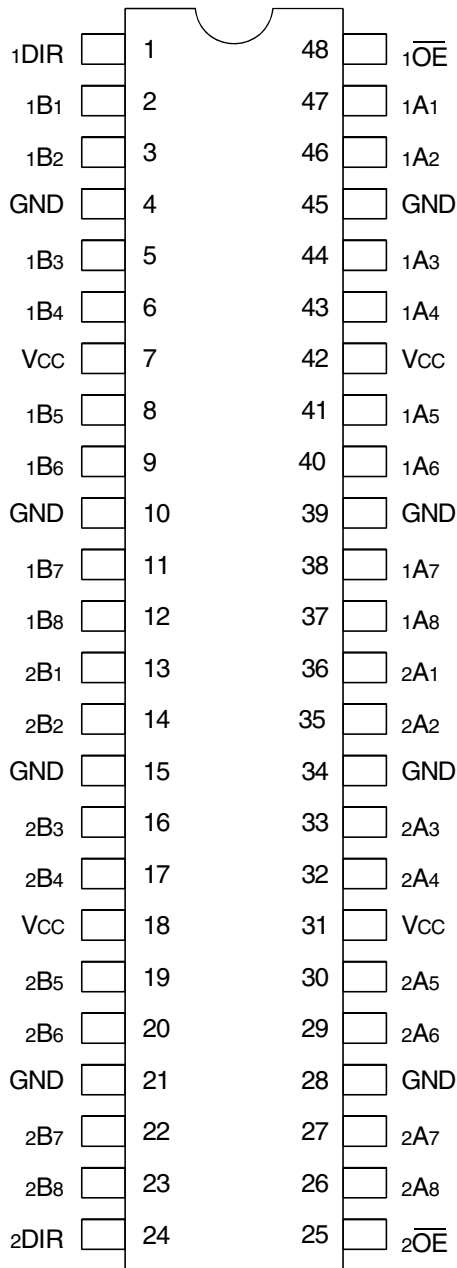 1DIR 1 48 1O̅E̅
1B1 2 47 1A1
1B2 3 46 1A2
GND 4 45 GND
1B3 5 44 1A3
1B4 6 43 1A4
VCC 7 42 VCC
1B5 8 41 1A5
1B6 9 40 1A6
GND 10 39 GND
1B7 11 38 1A7
1B8 12 37 1A8
2B1 13 36 2A1
2B2 14 35 2A2
GND 15 34 GND
2B3 16 33 2A3
2B4 17 32 2A4
VCC 18 31 VCC
2B5 19 30 2A5
2B6 20 29 2A6
GND 21 28 GND
2B7 22 27 2A7
2B8 23 26 2A8
2DIR 24 25 2O̅E̅